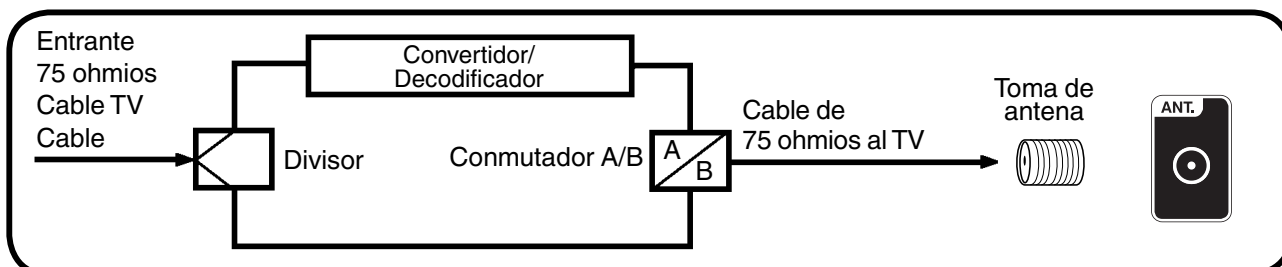 Entrante
75 ohmios
Cable TV
Cable
Divisor
Convertidor/
Decodificador
Conmutador A/B
A
B
Cable de
75 ohmios al TV
Toma de
antena
ANT.